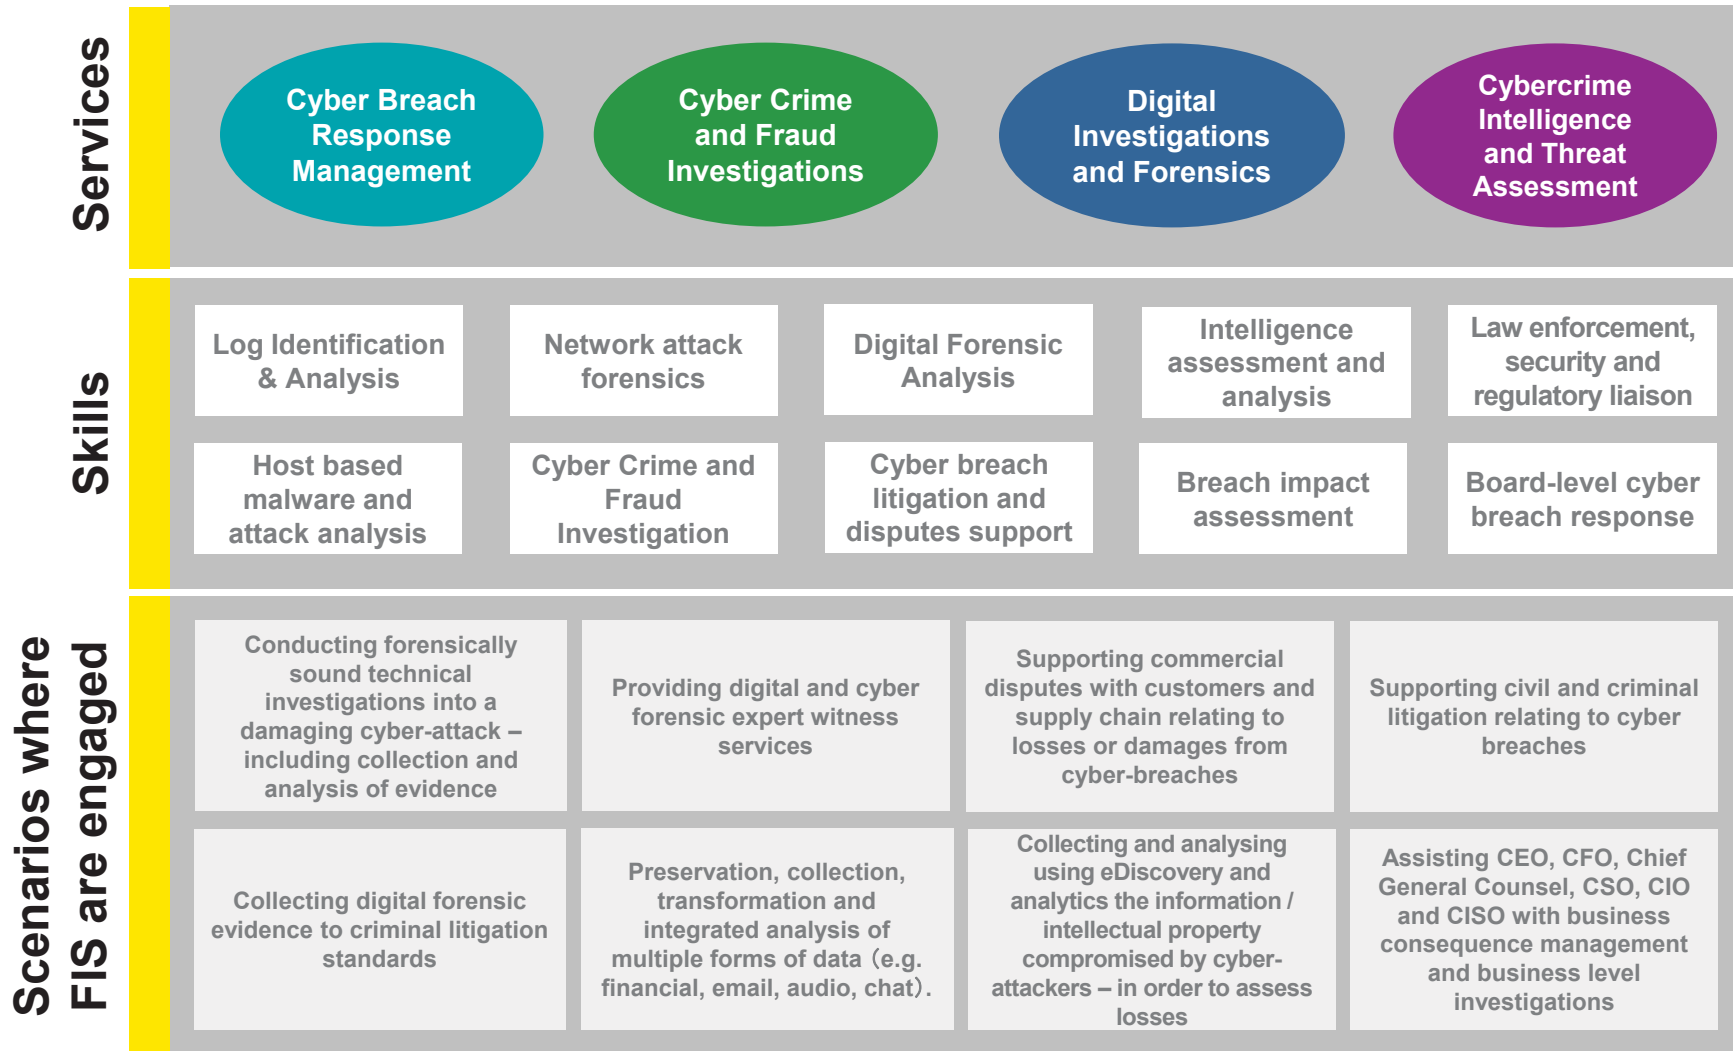 Services
Cyber Breach
Response
Management
Cyber Crime
and Fraud
Investigations
Digital
Investigations
and Forensics
Cybercrime
Intelligence
and Threat
Assessment
Skills
Log Identification
& Analysis
Network attack
forensics
Digital Forensic
Analysis
Intelligence
assessment and
analysis
Law enforcement,
security and
regulatory liaison
Host based
malware and
attack analysis
Cyber Crime and
Fraud
Investigation
Cyber breach
litigation and
disputes support
Breach impact
assessment
Board-level cyber
breach response
Scenarios where
FIS are engaged
Conducting forensically
sound technical
investigations into a
damaging cyber-attack –
including collection and
analysis of evidence
Providing digital and cyber
forensic expert witness
services
Supporting commercial
disputes with customers and
supply chain relating to
losses or damages from
cyber-breaches
Supporting civil and criminal
litigation relating to cyber
breaches
Collecting digital forensic
evidence to criminal litigation
standards
Preservation, collection,
transformation and
integrated analysis of
multiple forms of data（e.g.
financial, email, audio, chat）.
Collecting and analysing
using eDiscovery and
analytics the information /
intellectual property
compromised by cyber-
attackers – in order to assess
losses
Assisting CEO, CFO, Chief
General Counsel, CSO, CIO
and CISO with business
consequence management
and business level
investigations